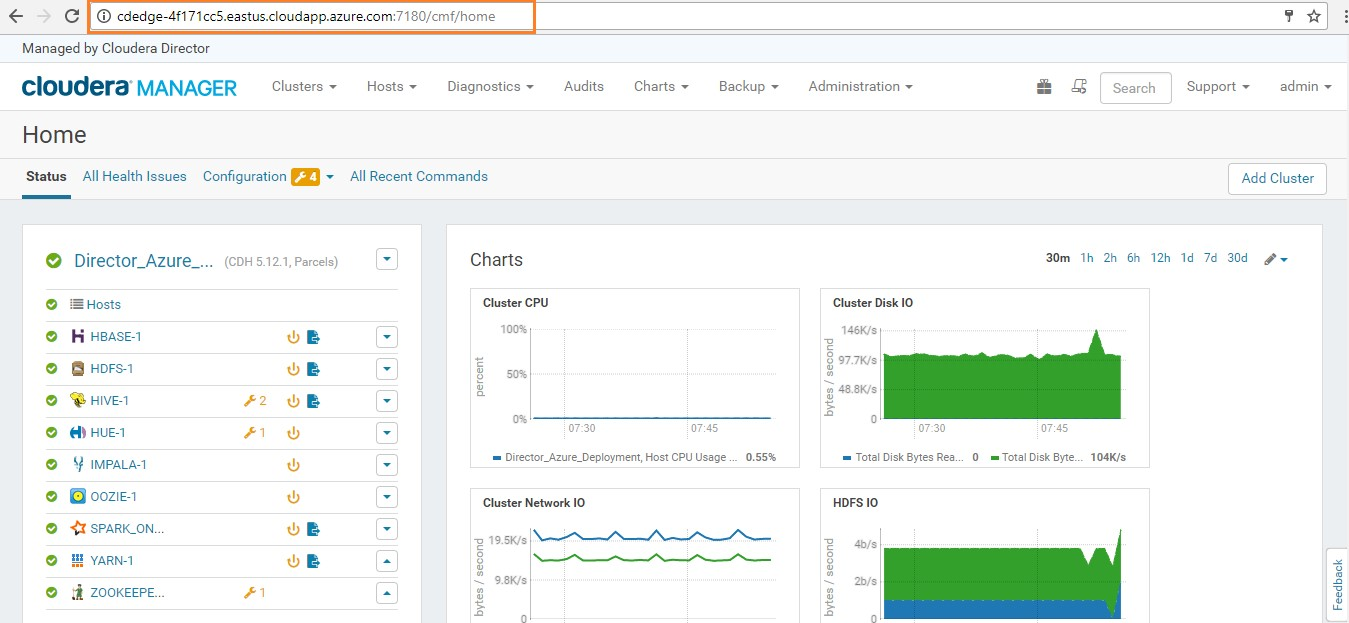 cdedge-4f171cc5.eastus.cloudapp.azure.com:7180/cmf/home
Managed by Cloudera Director
cloudera MANAGER Clusters Hosts Diagnostics Audits Charts Backup Administration Search Support admin
Home
Status All Health Issues Configuration 4 All Recent Commands Add Cluster
Director_Azure_... (CDH 5.12.1, Parcels)
Hosts
HBASE-1
HDFS-1
HIVE-1 2
HUE-1 1
IMPALA-1
OOZIE-1
SPARK_ON...
YARN-1
ZOOKEEPE... 1
Charts 30m 1h 2h 6h 12h 1d 7d 30d
Cluster CPU
percent
100%
50%
0%
07:30 07:45
Director_Azure_Deployment, Host CPU Usage ... 0.55%
Cluster Disk IO
bytes / second
146K/s
97.7K/s
48.8K/s
0
07:30 07:45
Total Disk Bytes Rea... 0 Total Disk Byte... 104K/s
Cluster Network IO
bytes / second
19.5K/s
9.8K/s
0
HDFS IO
bytes / second
4b/s
2b/s
0
Feedback